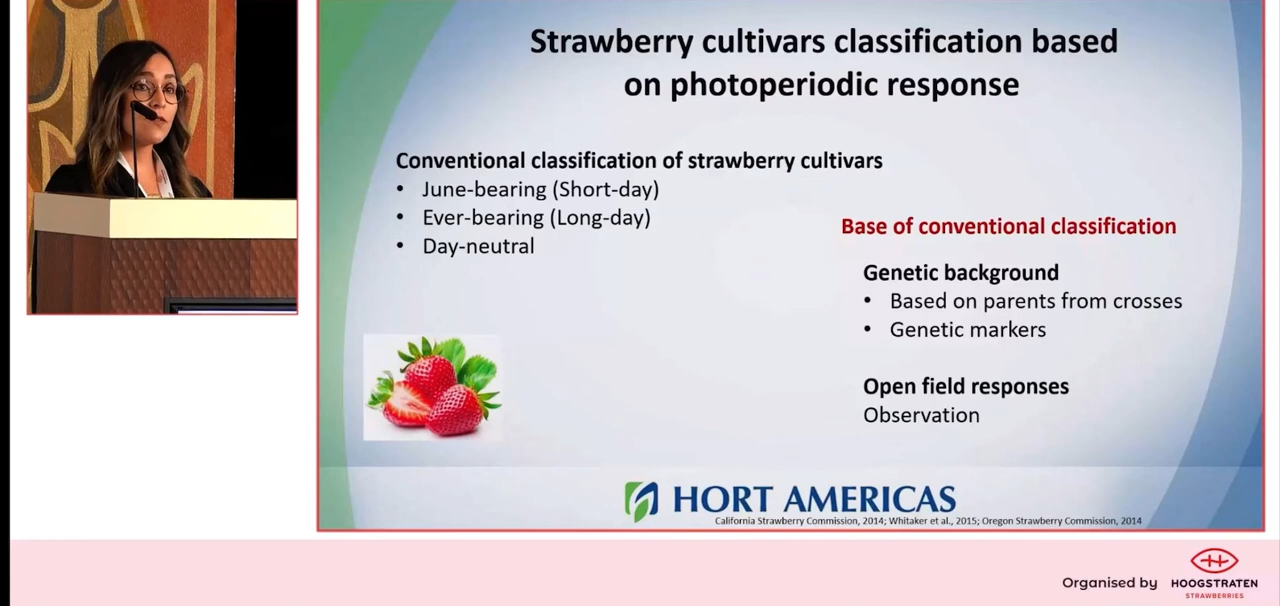 Strawberry cultivars classification based
on photoperiodic response
Conventional classification of strawberry cultivars
• June-bearing (Short-day)
• Ever-bearing (Long-day)
• Day-neutral
Base of conventional classification
Genetic background
• Based on parents from crosses
• Genetic markers
Open field responses
Observation
HORT AMERICAS
California Strawberry Commission, 2014; Whitaker et al., 2015; Oregon Strawberry Commission, 2014
Organised by
HOOGSTRATEN
STRAWBERRIES